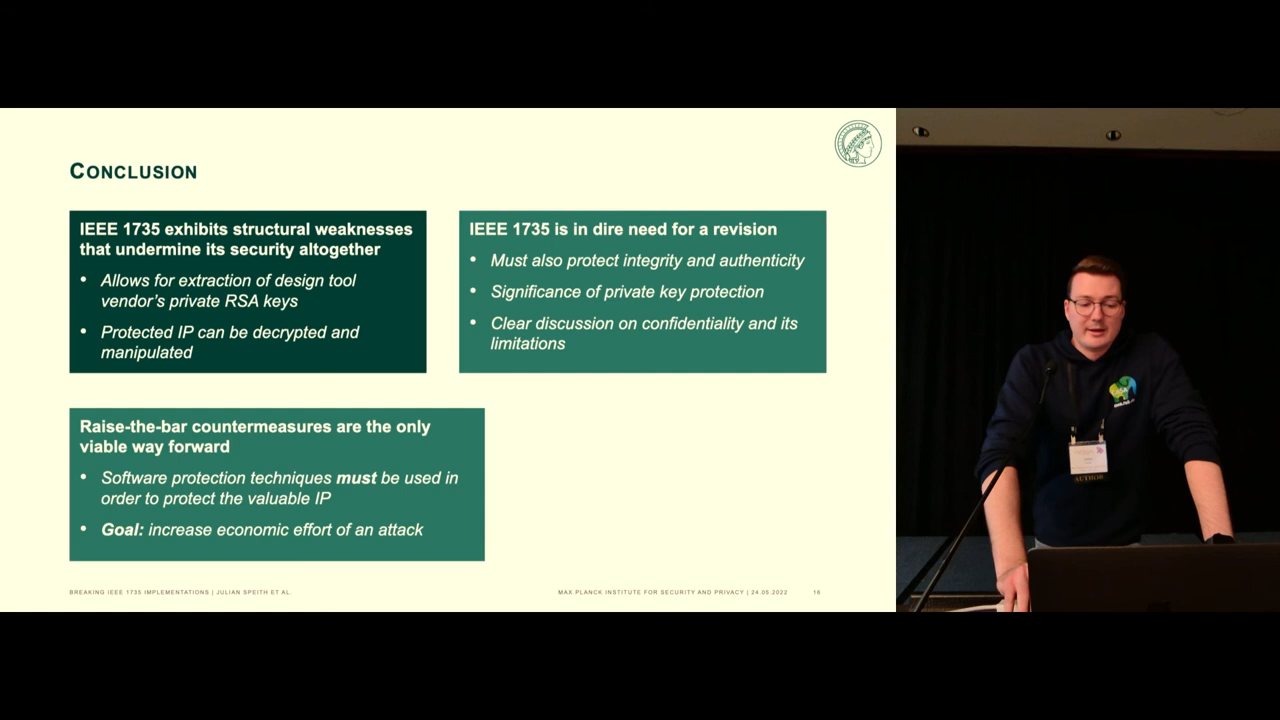 CONCLUSION
IEEE 1735 exhibits structural weaknesses
that undermine its security altogether
• Allows for extraction of design tool
vendor's private RSA keys
• Protected IP can be decrypted and
manipulated
IEEE 1735 is in dire need for a revision
• Must also protect integrity and authenticity
• Significance of private key protection
• Clear discussion on confidentiality and its
limitations
Raise-the-bar countermeasures are the only
viable way forward
• Software protection techniques must be used in
order to protect the valuable IP
• Goal: increase economic effort of an attack
BREAKING IEEE 1735 IMPLEMENTATIONS | JULIAN SPEITH ET AL.
MAX PLANCK INSTITUTE FOR SECURITY AND PRIVACY | 24.05.2022
16
AUTHOR